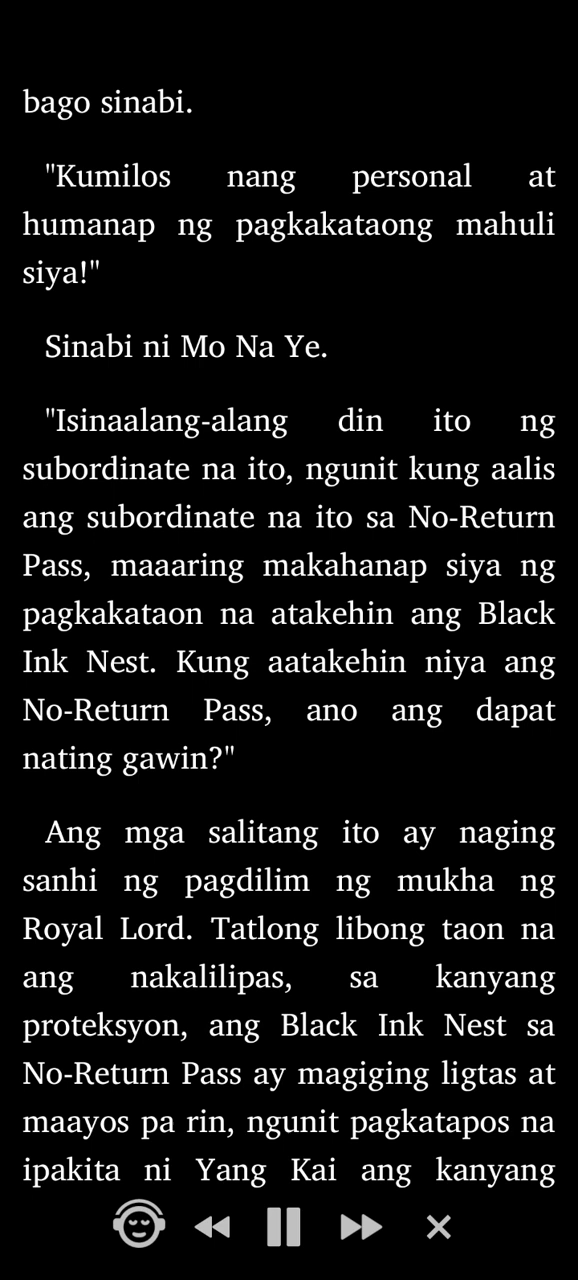 bago sinabi.
"Kumilos nang personal at
humanap ng pagkakataong mahuli
siya!"
Sinabi ni Mo Na Ye.
"Isinaalang-alang din ito ng
subordinate na ito, ngunit kung aalis
ang subordinate na ito sa No-Return
Pass, maaaring makahanap siya ng
pagkakataon na atakehin ang Black
Ink Nest. Kung aatakehin niya ang
No-Return Pass, ano ang dapat
nating gawin?"
Ang mga salitang ito ay naging
sanhi ng pagdilim ng mukha ng
Royal Lord. Tatlong libong taon na
ang nakalilipas, sa kanyang
proteksyon, ang Black Ink Nest sa
No-Return Pass ay magiging ligtas at
maayos pa rin, ngunit pagkatapos na
ipakita ni Yang Kai ang kanyang